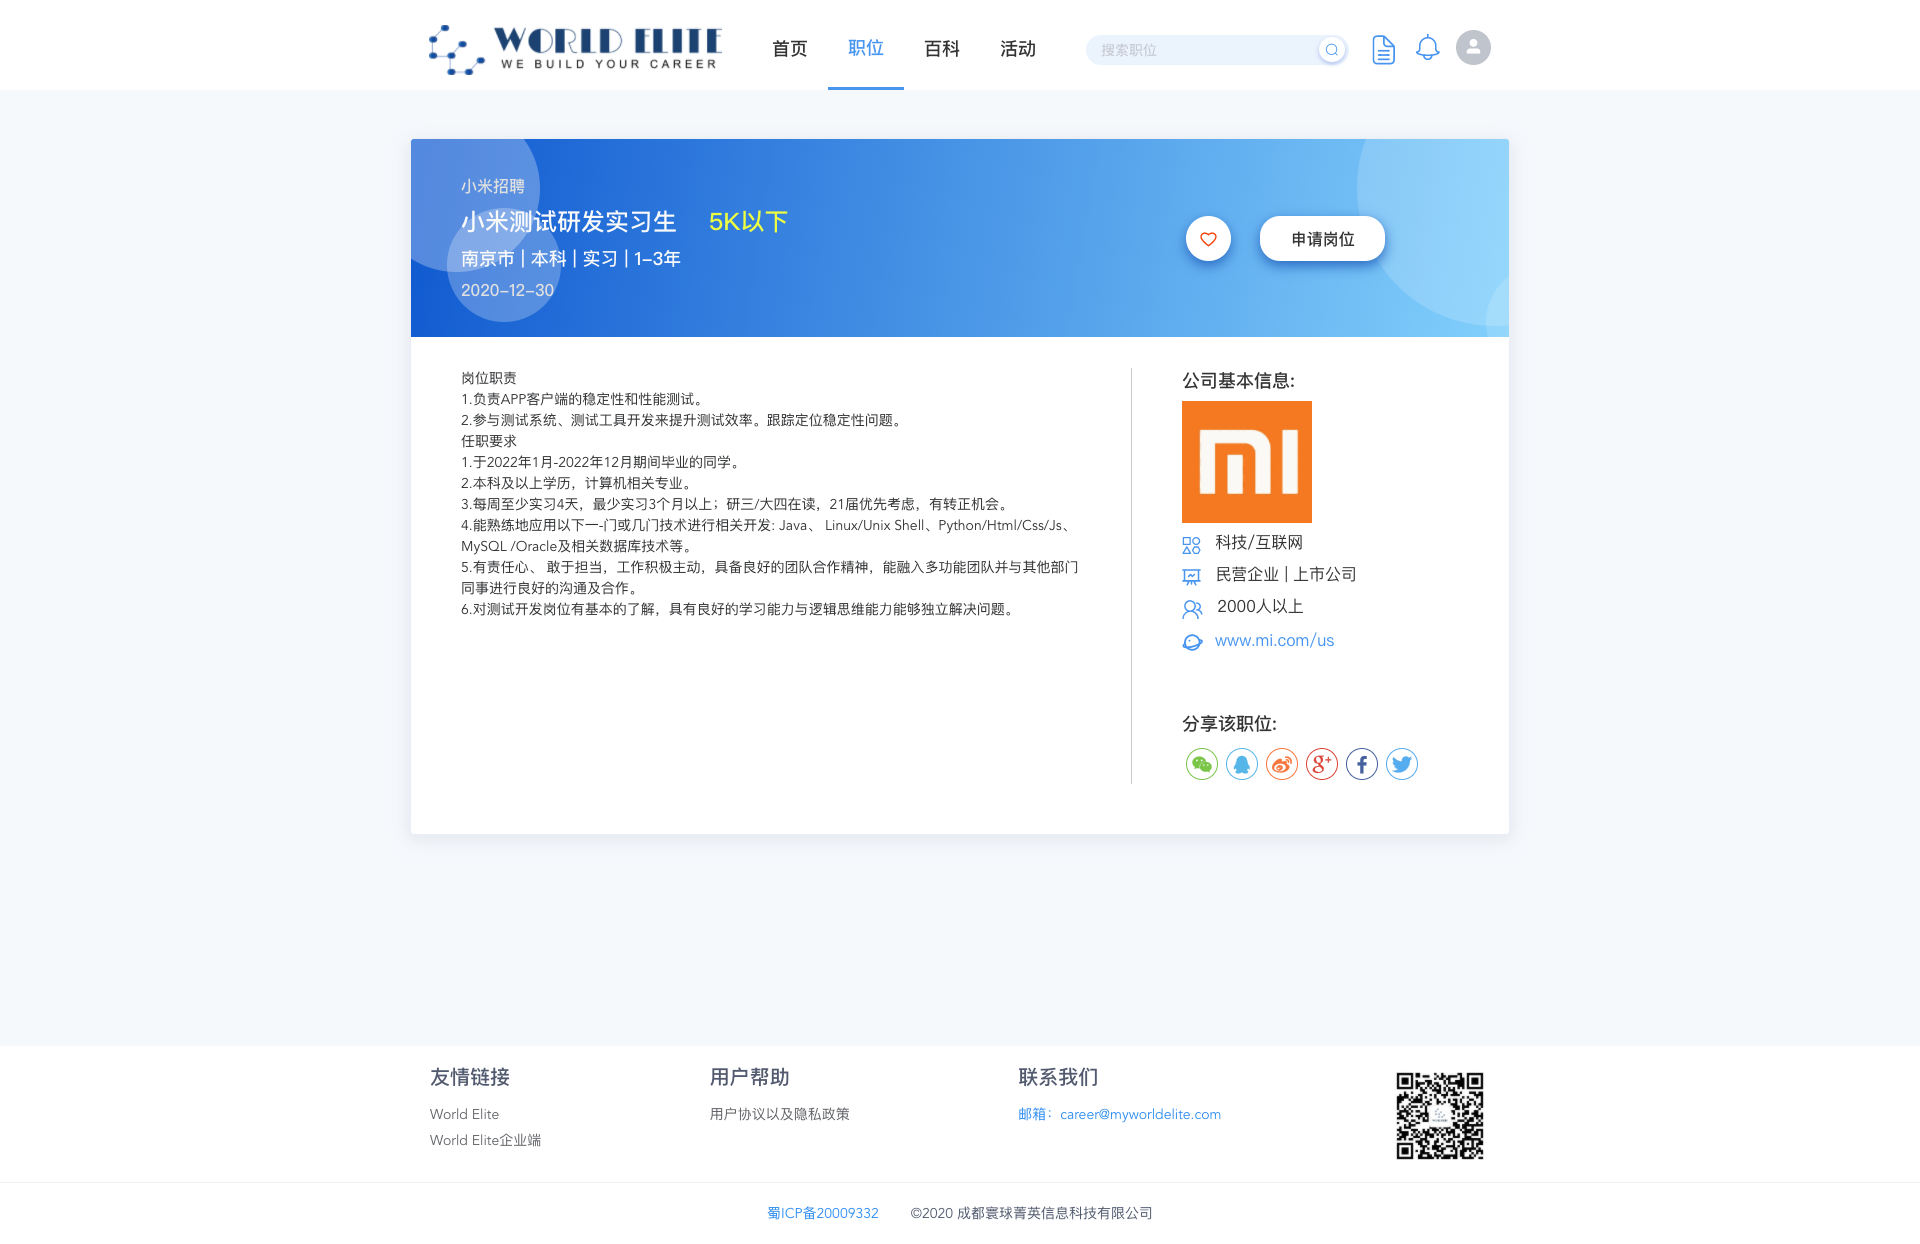 WORLD ELITE
WE BUILD YOUR CAREER
首页 职位 百科 活动
搜索职位
小米招聘
小米测试研发实习生 5K以下
南京市 | 本科 | 实习 | 1-3年
2020-12-30
申请岗位
岗位职责
1.负责APP客户端的稳定性和性能测试。
2.参与测试系统、测试工具开发来提升测试效率。跟踪定位稳定性问题。
任职要求
1.于2022年1月-2022年12月期间毕业的同学。
2.本科及以上学历，计算机相关专业。
3.每周至少实习4天，最少实习3个月以上；研三/大四在读，21届优先考虑，有转正机会。
4.能熟练地应用以下一-门或几门技术进行相关开发: Java、 Linux/Unix Shell、Python/Html/Css/Js、
MySQL /Oracle及相关数据库技术等。
5.有责任心、 敢于担当，工作积极主动，具备良好的团队合作精神，能融入多功能团队并与其他部门
同事进行良好的沟通及合作。
6.对测试开发岗位有基本的了解，具有良好的学习能力与逻辑思维能力能够独立解决问题。
公司基本信息:
mi
科技/互联网
民营企业 | 上市公司
2000人以上
www.mi.com/us
分享该职位:
友情链接
World Elite
World Elite企业端
用户帮助
用户协议以及隐私政策
联系我们
邮箱：career@myworldelite.com
蜀ICP备20009332 ©2020 成都寰球菁英信息科技有限公司